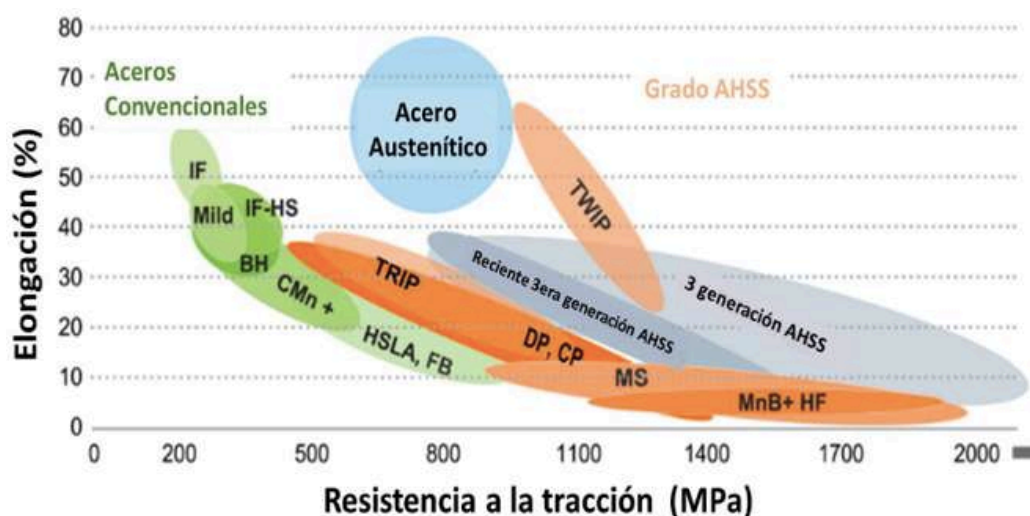 80
70
60
50
40
30
20
10
0
Elongación (%)
Aceros
Convencionales
Acero
Austenítico
Grado AHSS
IF
Mild
IF-HS
BH
CMn +
HSLA, FB
TRIP
DP, CP
TWIP
Reciente 3era generación AHSS
3 generación AHSS
MS
MnB+ HF
0 200 500 800 1100 1400 1700 2000
Resistencia a la tracción (MPa)